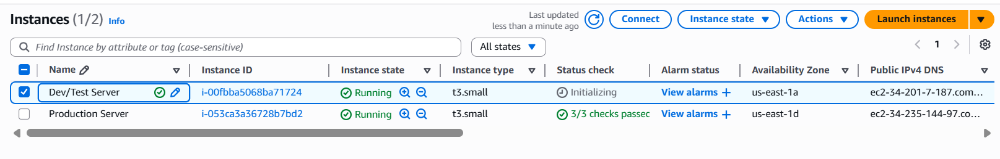 Instances (1/2) Info
Last updated
less than a minute ago
Connect
Instance state
Actions
Launch instances
Find Instance by attribute or tag (case-sensitive)
All states
1
Name Instance ID Instance state Instance type Status check Alarm status Availability Zone Public IPv4 DNS
Dev/Test Server i-00fbba5068ba71724 Running t3.small Initializing View alarms + us-east-1a ec2-34-201-7-187.com...
Production Server i-053ca3a36728b7bd2 Running t3.small 3/3 checks passec View alarms + us-east-1d ec2-34-235-144-97.co...